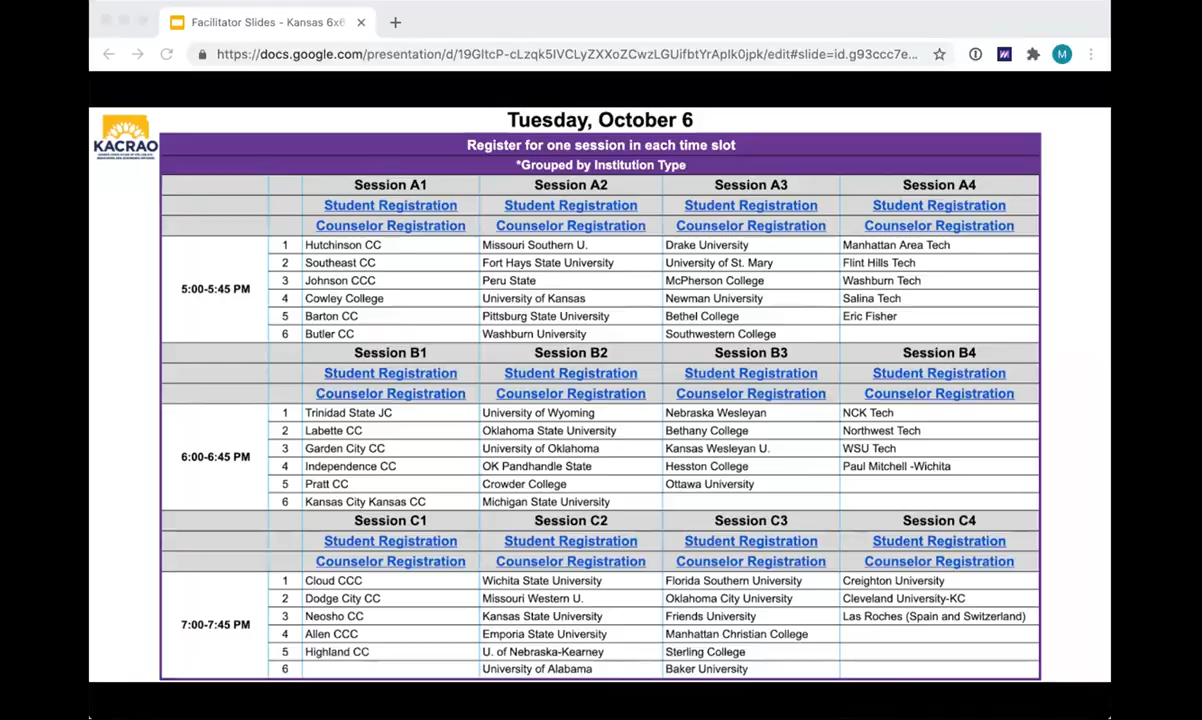 Facilitator Slides - Kansas 6x6
https://docs.google.com/presentation/d/19GltcP-cLzqk5IVCLyZXXoZCwzLGUifbtYrApIk0jpk/edit#slide=id.g93ccc7e...
M
KACRAO
Tuesday, October 6
Register for one session in each time slot
*Grouped by Institution Type
Session A1 Session A2 Session A3 Session A4
Student Registration Student Registration Student Registration Student Registration
Counselor Registration Counselor Registration Counselor Registration Counselor Registration
5:00-5:45 PM
1 Hutchinson CC Missouri Southern U. Drake University Manhattan Area Tech
2 Southeast CC Fort Hays State University University of St. Mary Flint Hills Tech
3 Johnson CCC Peru State McPherson College Washburn Tech
4 Cowley College University of Kansas Newman University Salina Tech
5 Barton CC Pittsburg State University Bethel College Eric Fisher
6 Butler CC Washburn University Southwestern College
Session B1 Session B2 Session B3 Session B4
Student Registration Student Registration Student Registration Student Registration
Counselor Registration Counselor Registration Counselor Registration Counselor Registration
6:00-6:45 PM
1 Trinidad State JC University of Wyoming Nebraska Wesleyan NCK Tech
2 Labette CC Oklahoma State University Bethany College Northwest Tech
3 Garden City CC University of Oklahoma Kansas Wesleyan U. WSU Tech
4 Independence CC OK Pandhandle State Hesston College Paul Mitchell -Wichita
5 Pratt CC Crowder College Ottawa University
6 Kansas City Kansas CC Michigan State University
Session C1 Session C2 Session C3 Session C4
Student Registration Student Registration Student Registration Student Registration
Counselor Registration Counselor Registration Counselor Registration Counselor Registration
7:00-7:45 PM
1 Cloud CCC Wichita State University Florida Southern University Creighton University
2 Dodge City CC Missouri Western U. Oklahoma City University Cleveland University-KC
3 Neosho CC Kansas State University Friends University Las Roches (Spain and Switzerland)
4 Allen CCC Emporia State University Manhattan Christian College
5 Highland CC U. of Nebraska-Kearney Sterling College
6 University of Alabama Baker University